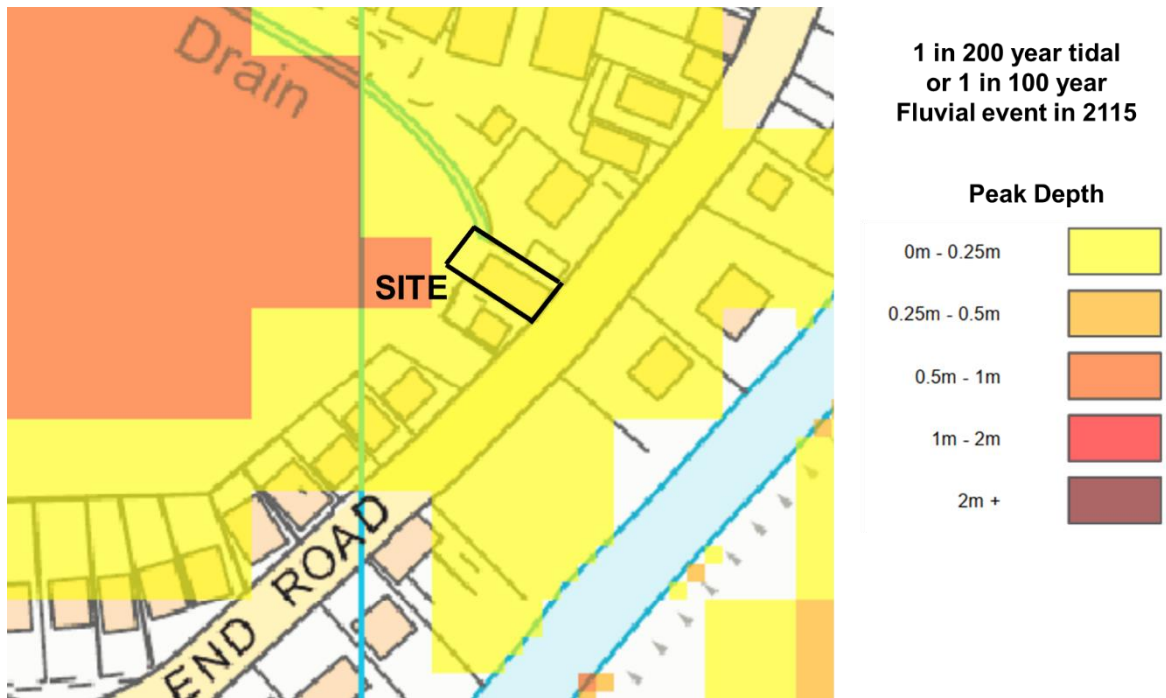 Drain
SITE
END ROAD
1 in 200 year tidal
or 1 in 100 year
Fluvial event in 2115
Peak Depth
0m - 0.25m
0.25m - 0.5m
0.5m - 1m
1m - 2m
2m +